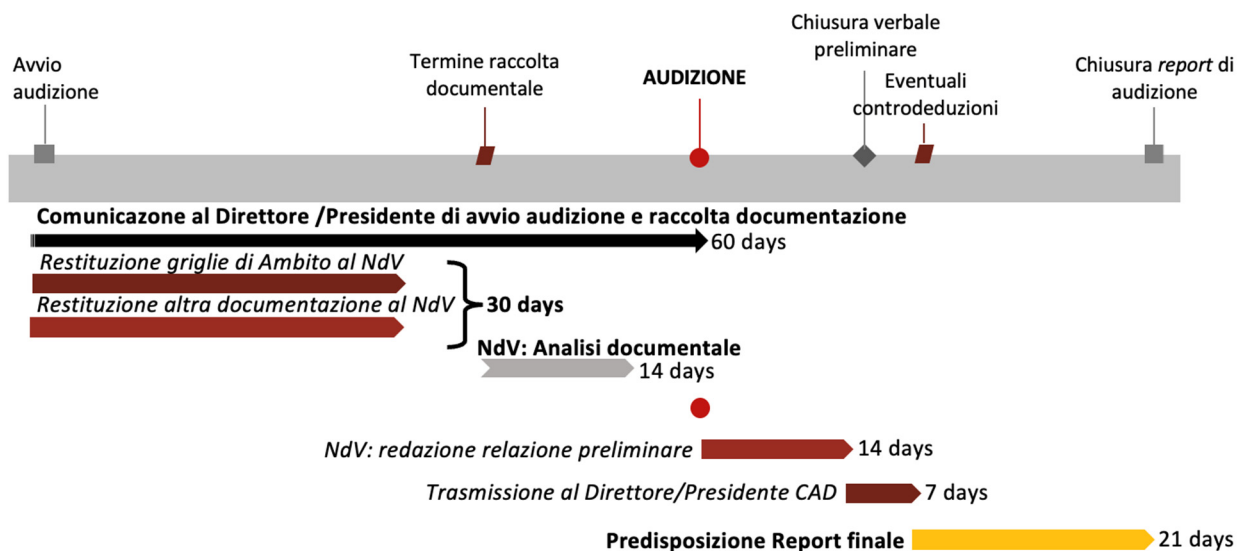 Avvio
audizione
Termine raccolta
documentale
AUDIZIONE
Chiusura verbale
preliminare
Eventuali
controdeduzioni
Chiusura report di
audizione
Comunicazone al Direttore /Presidente di avvio audizione e raccolta documentazione
60 days
Restituzione griglie di Ambito al NdV
Restituzione altra documentazione al NdV
30 days
NdV: Analisi documentale
14 days
NdV: redazione relazione preliminare
14 days
Trasmissione al Direttore/Presidente CAD
7 days
Predisposizione Report finale
21 days